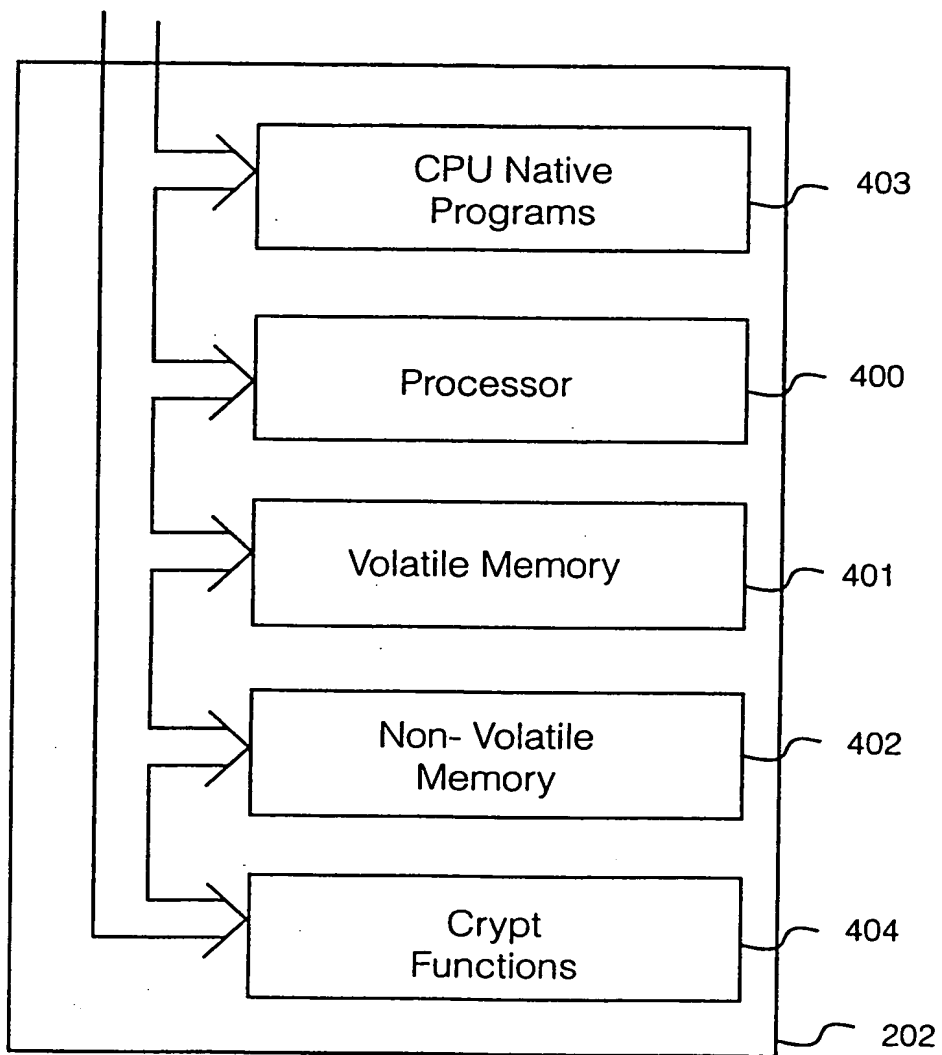 CPU Native
Programs
403
Processor
400
Volatile Memory
401
Non- Volatile
Memory
402
Crypt
Functions
404
202